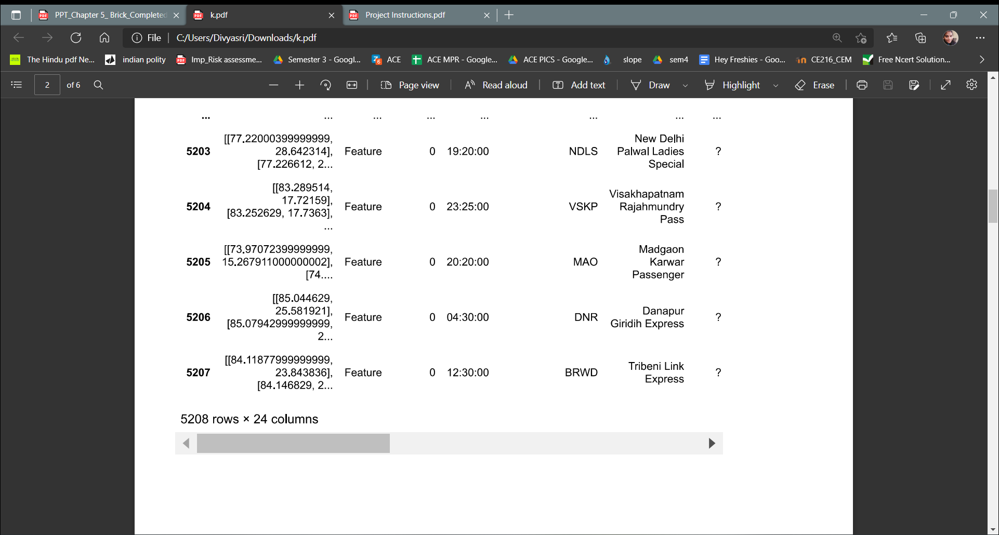 PPT_Chapter 5_ Brick_Completed
k.pdf
Project Instructions.pdf
File
C:/Users/Divyasri/Downloads/k.pdf
The Hindu pdf Ne...
indian polity
Imp_Risk assessme...
Semester 3 - Googl...
ACE
ACE MPR - Google...
ACE PICS - Google...
slope
sem4
Hey Freshies - Goo...
CE216_CEM
Free Ncert Solution...
2 of 6
Page view
Read aloud
Add text
Draw
Highlight
Erase
... ... ... ... ... ... ... ...
[[77.22000399999999, New Delhi
5203 28.642314], Feature 0 19:20:00 NDLS Palwal Ladies ?
[77.226612, 2... Special
[[83.289514,
17.72159], Visakhapatnam
5204 [83.252629, 17.7363], Feature 0 23:25:00 VSKP Rajahmundry ?
... Pass
[[73.97072399999999, Madgaon
5205 15.267911000000002], Feature 0 20:20:00 MAO Karwar ?
[74.... Passenger
[[85.044629,
25.581921], Danapur
5206 [85.07942999999999, Feature 0 04:30:00 DNR Giridih Express ?
2...
[[84.11877999999999, Tribeni Link
5207 23.843836], Feature 0 12:30:00 BRWD Express ?
[84.146829, 2...
5208 rows × 24 columns